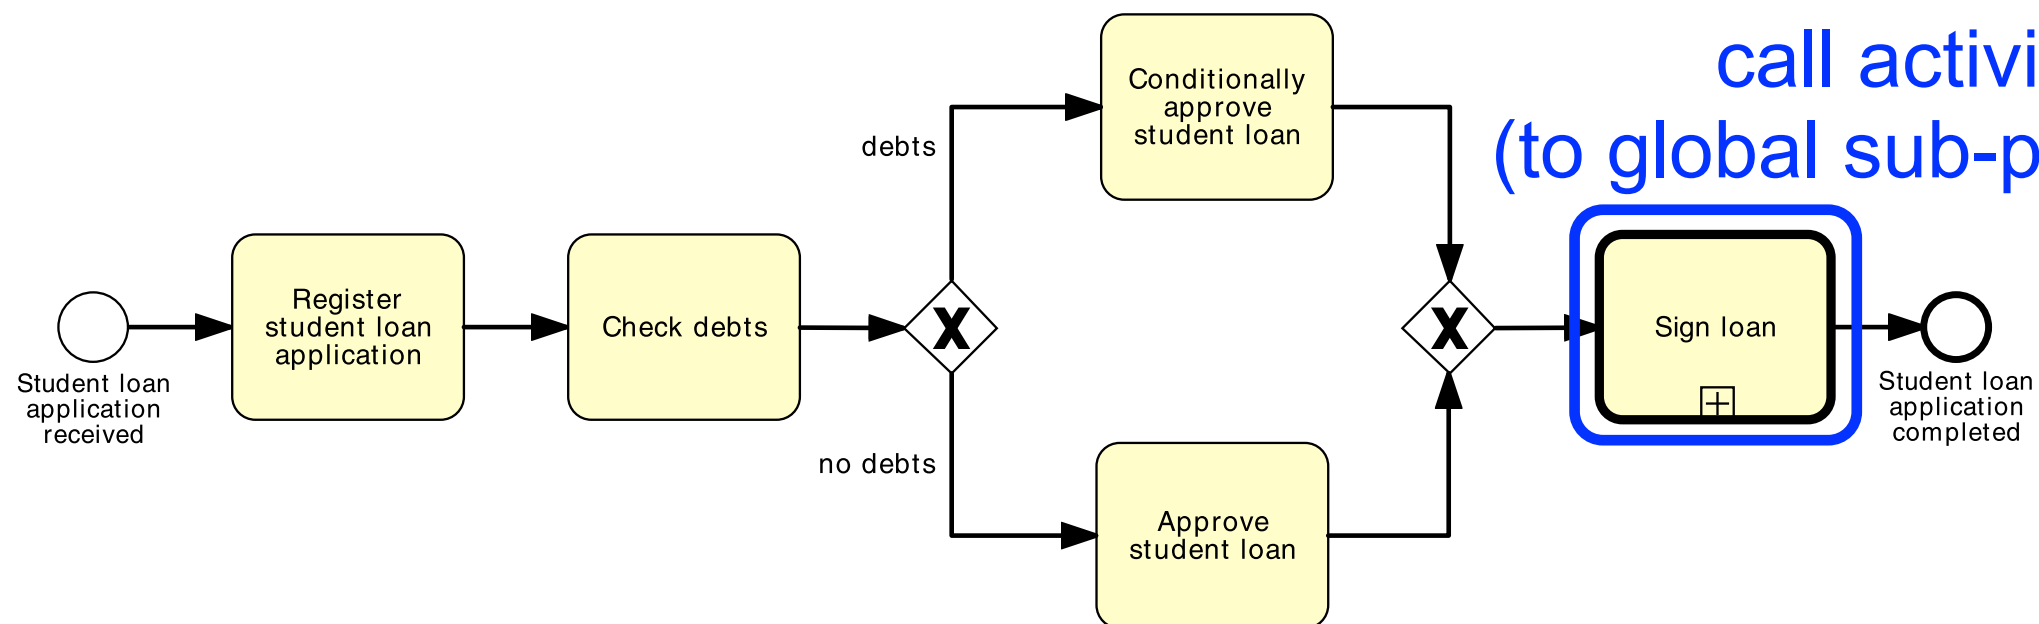 call activi
(to global sub-p
Conditionally
approve
student loan
debts
Register
student loan
application
Check debts
X
X
Sign loan
Student loan
application
received
Student loan
application
completed
no debts
Approve
student loan